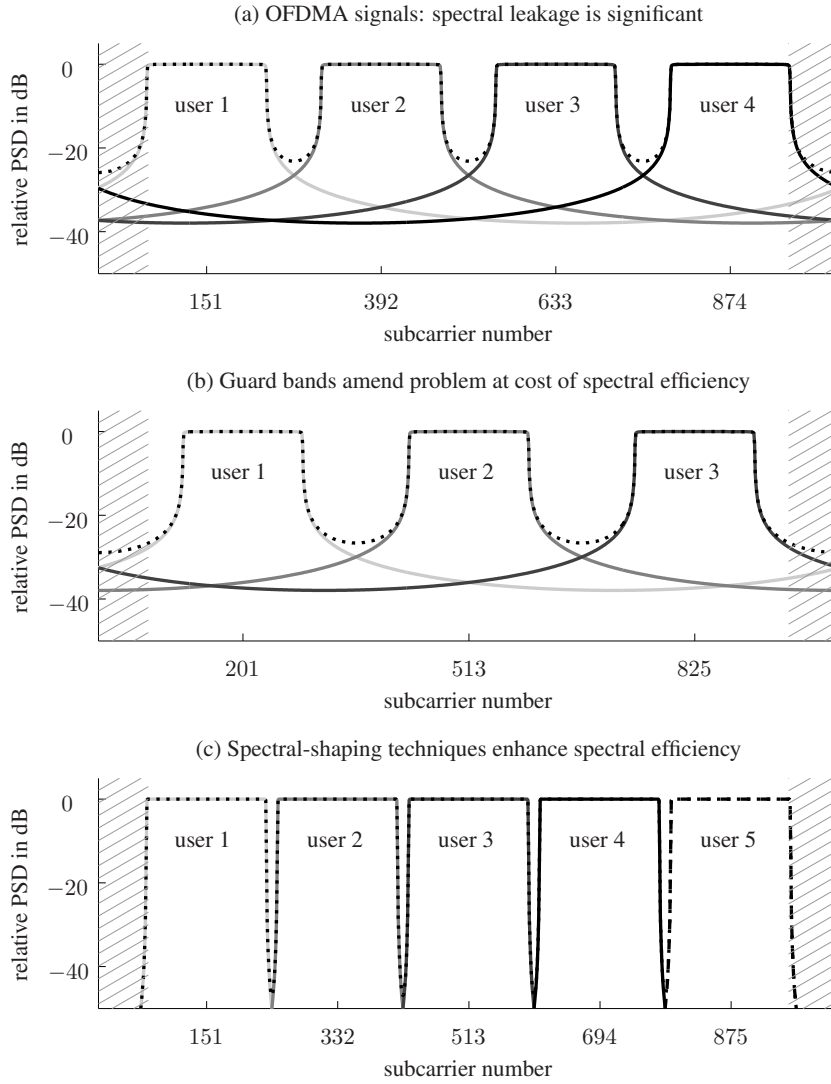 (a) OFDMA signals: spectral leakage is significant
relative PSD in dB
0
−20
−40
user 1 user 2 user 3 user 4
151 392 633 874
subcarrier number
(b) Guard bands amend problem at cost of spectral efficiency
relative PSD in dB
0
−20
−40
user 1 user 2 user 3
201 513 825
subcarrier number
(c) Spectral-shaping techniques enhance spectral efficiency
relative PSD in dB
0
−20
−40
user 1 user 2 user 3 user 4 user 5
151 332 513 694 875
subcarrier number